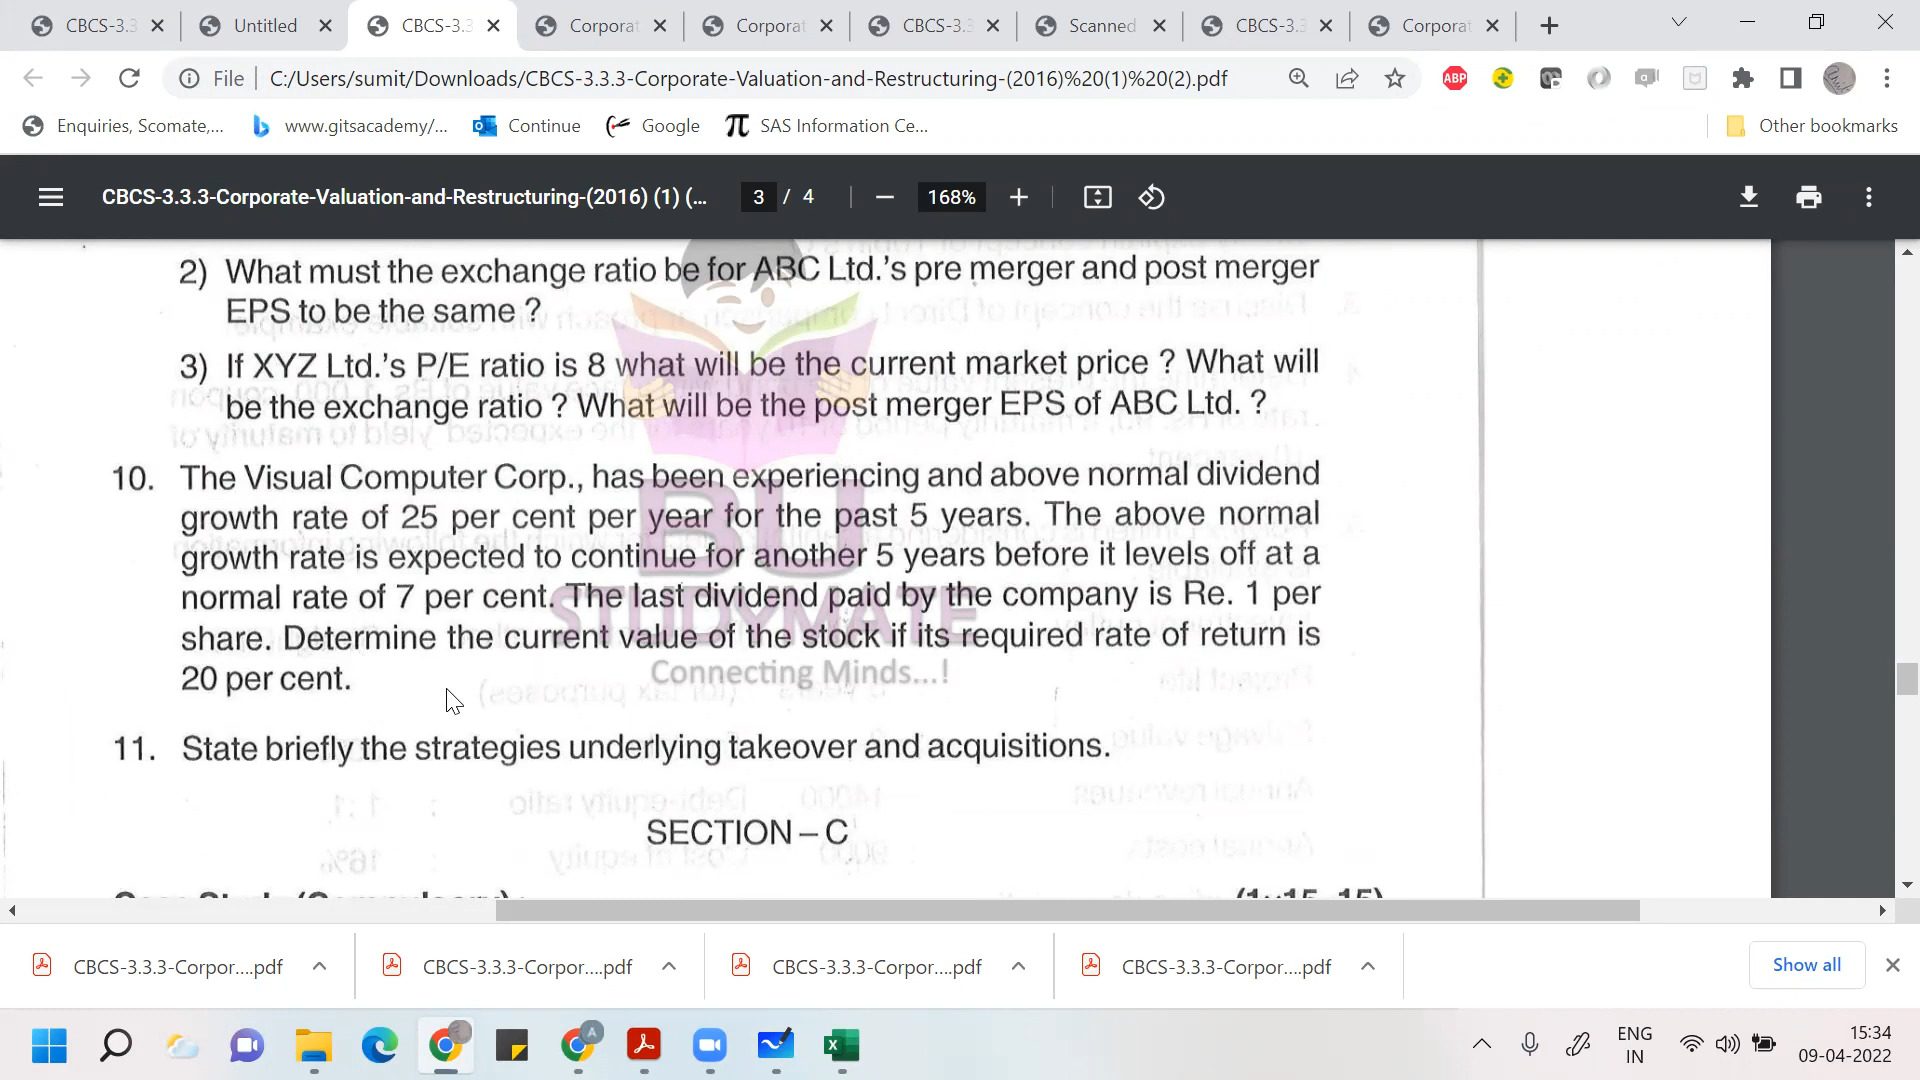 CBCS-3.3
Untitled
CBCS-3.3
Corporat
Corporat
CBCS-3.3
Scanned
CBCS-3.3
Corporat
File
C:/Users/sumit/Downloads/CBCS-3.3.3-Corporate-Valuation-and-Restructuring-(2016)%20(1)%20(2).pdf
ABP
Enquiries, Scomate,...
www.gitsacademy/...
Continue
Google
SAS Information Ce...
Other bookmarks
CBCS-3.3.3-Corporate-Valuation-and-Restructuring-(2016) (1) (...
3 / 4
168%
2) What must the exchange ratio be for ABC Ltd.'s pre merger and post merger
EPS to be the same ?
3) If XYZ Ltd.'s P/E ratio is 8 what will be the current market price ? What will
be the exchange ratio ? What will be the post merger EPS of ABC Ltd. ?
10. The Visual Computer Corp., has been experiencing and above normal dividend
growth rate of 25 per cent per year for the past 5 years. The above normal
growth rate is expected to continue for another 5 years before it levels off at a
normal rate of 7 per cent. The last dividend paid by the company is Re. 1 per
share. Determine the current value of the stock if its required rate of return is
20 per cent.
BU
STUDYMATE
Connecting Minds...!
11. State briefly the strategies underlying takeover and acquisitions.
SECTION – C
CBCS-3.3.3-Corpor....pdf
CBCS-3.3.3-Corpor....pdf
CBCS-3.3.3-Corpor....pdf
CBCS-3.3.3-Corpor....pdf
Show all
A
ENG
IN
15:34
09-04-2022